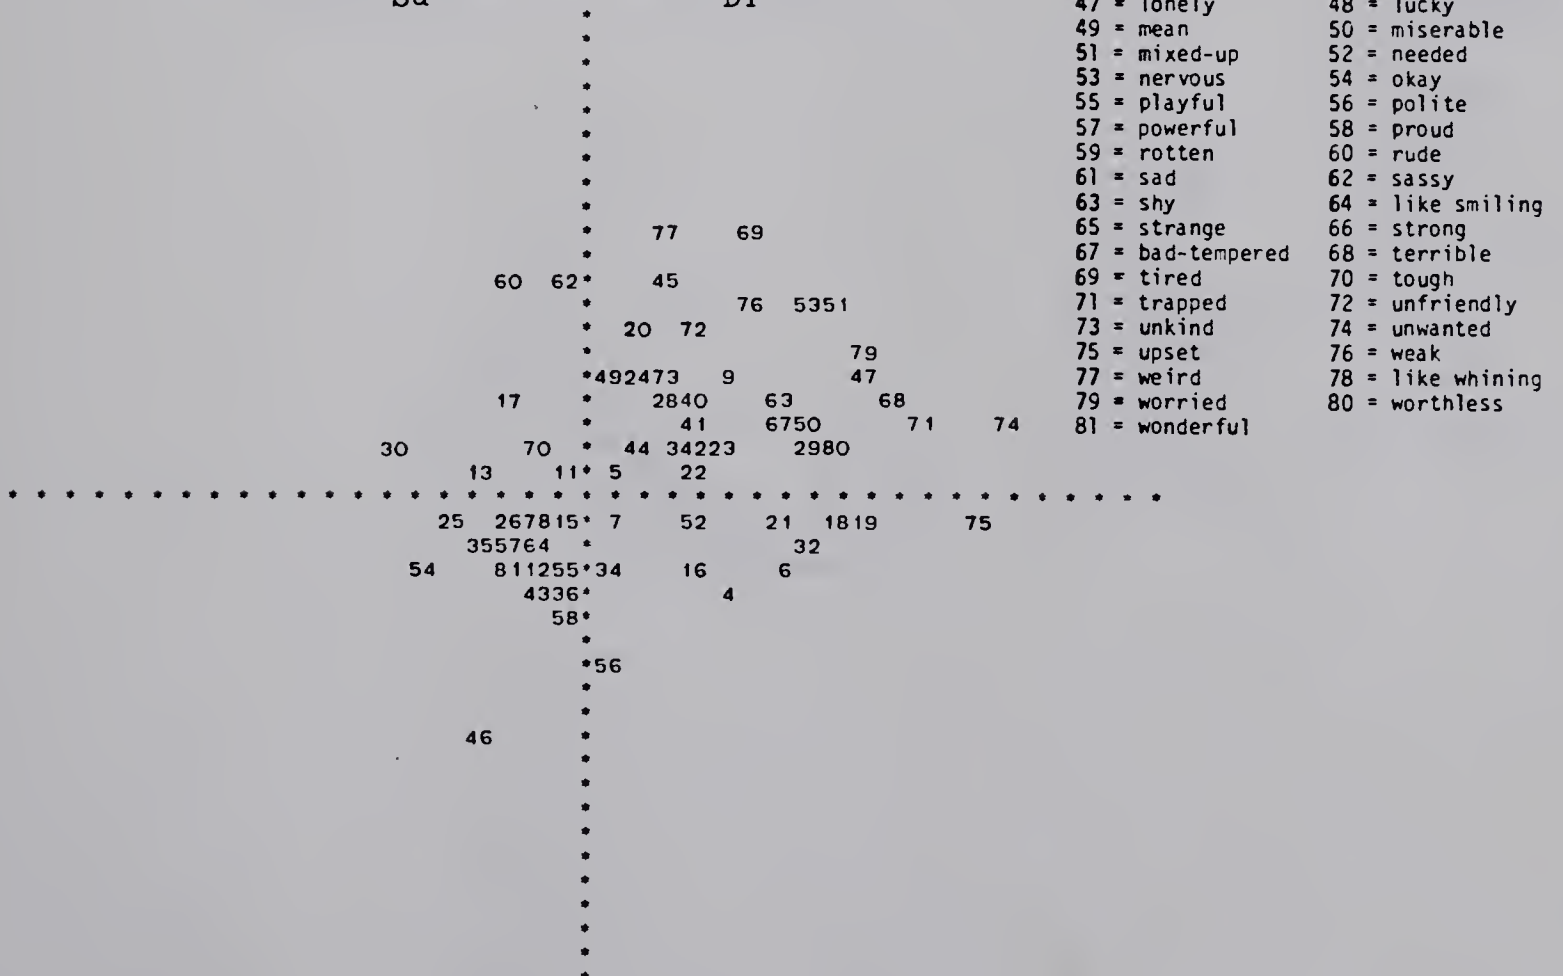 47 = lonely 48 = lucky
49 = mean 50 = miserable
51 = mixed-up 52 = needed
53 = nervous 54 = okay
55 = playful 56 = polite
57 = powerful 58 = proud
59 = rotten 60 = rude
61 = sad 62 = sassy
63 = shy 64 = like smiling
65 = strange 66 = strong
67 = bad-tempered 68 = terrible
69 = tired 70 = tough
71 = trapped 72 = unfriendly
73 = unkind 74 = unwanted
75 = upset 76 = weak
77 = weird 78 = like whining
79 = worried 80 = worthless
81 = wonderful
77 69
60 62* 45
76 5351
20 72
79
*492473 9 47
17 * 2840 63 68
* 41 6750 71 74
30 70 * 44 34223 2980
13 11* 5 22
25 267815* 7 52 21 1819 75
355764 * 32
54 811255*34 16 6
4336* 4
58*
*56
46